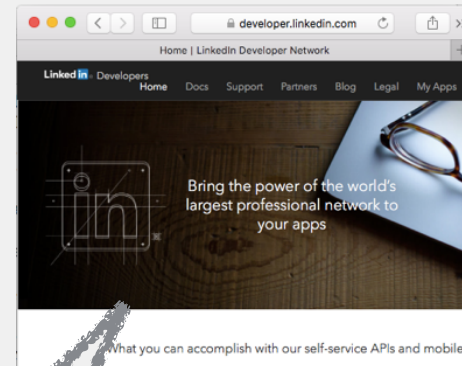 developer.linkedin.com
Home | LinkedIn Developer Network
Linked in Developers
Home Docs Support Partners Blog Legal My Apps
in
Bring the power of the world's
largest professional network to
your apps
What you can accomplish with our self-service APIs and mobile